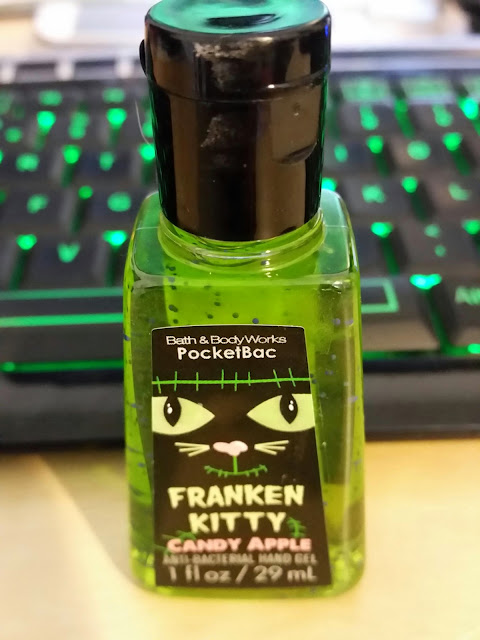 Bath & Body Works
PocketBac
FRANKEN
KITTY
CANDY APPLE
ANTI-BACTERIAL HAND GEL
1 fl oz / 29 mL